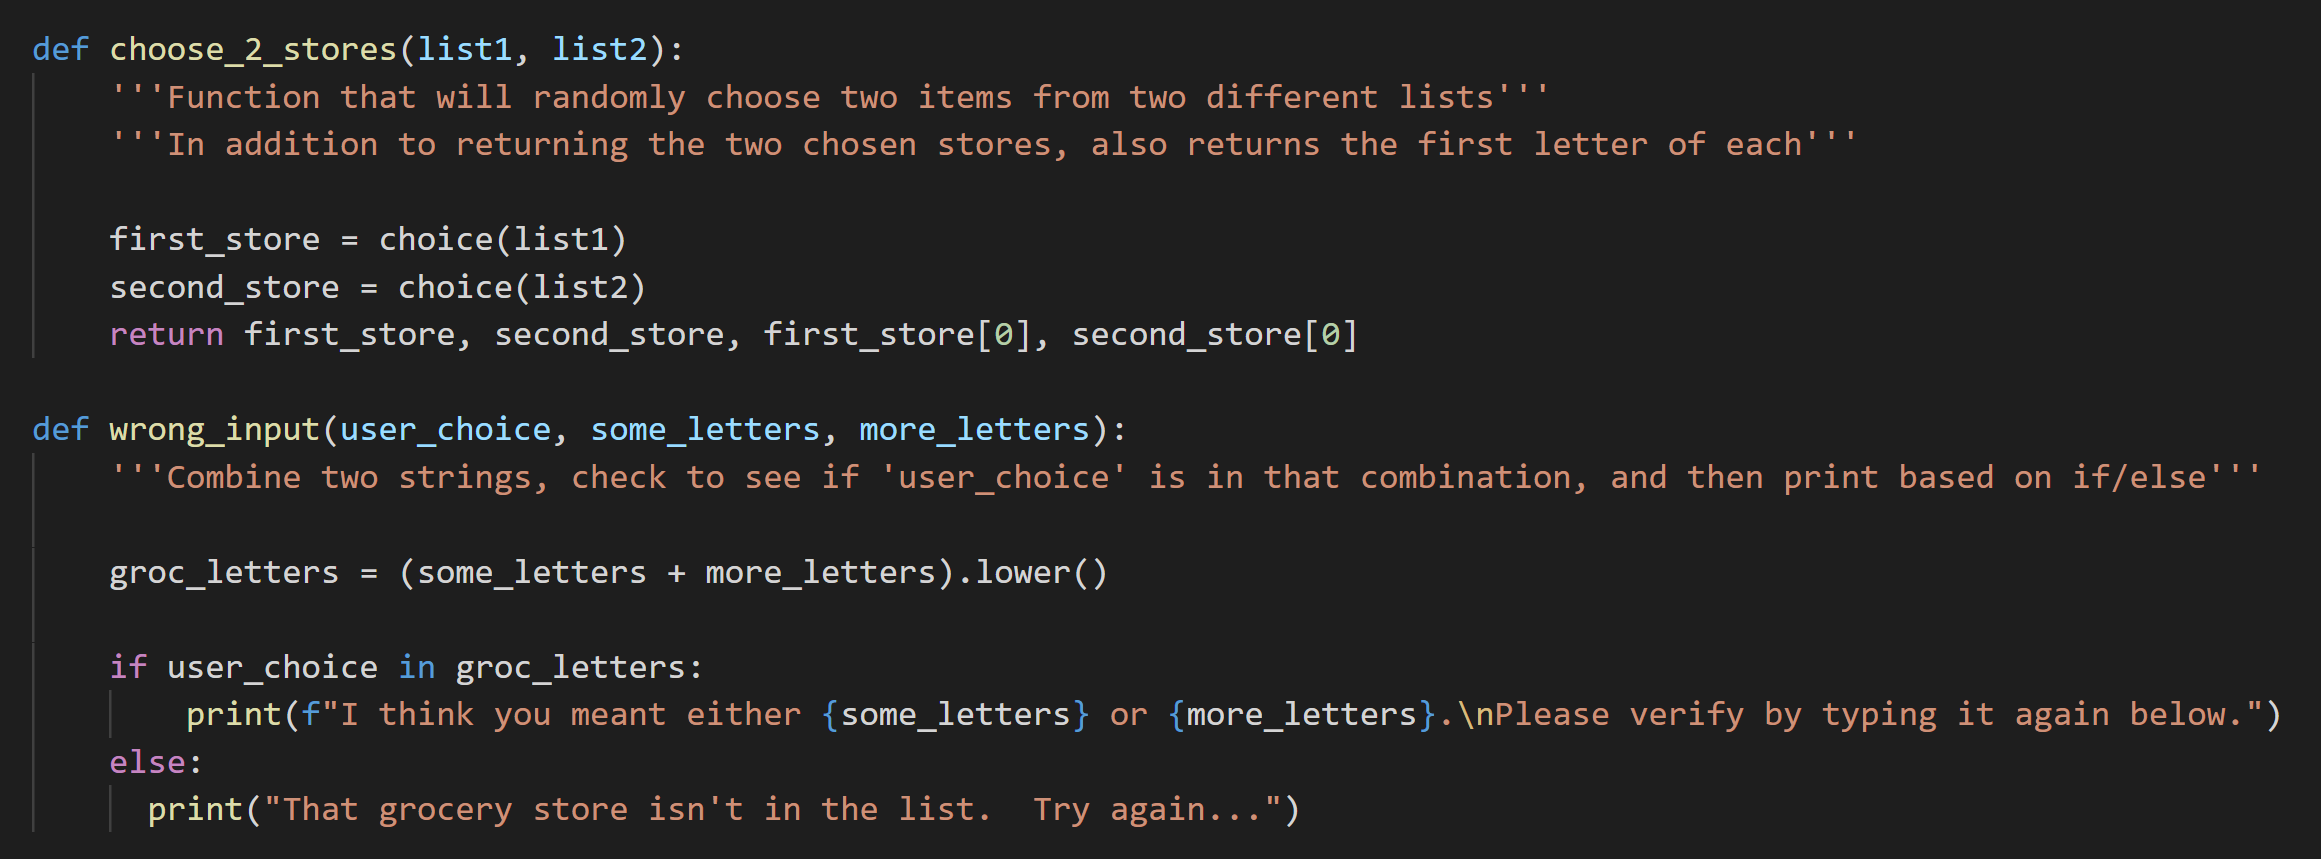 def choose_2_stores(list1, list2):
    '''Function that will randomly choose two items from two different lists'''
    '''In addition to returning the two chosen stores, also returns the first letter of each'''
    first_store = choice(list1)
    second_store = choice(list2)
    return first_store, second_store, first_store[0], second_store[0]
def wrong_input(user_choice, some_letters, more_letters):
    '''Combine two strings, check to see if 'user_choice' is in that combination, and then print based on if/else'''
    groc_letters = (some_letters + more_letters).lower()
    if user_choice in groc_letters:
        print(f"I think you meant either {some_letters} or {more_letters}.\nPlease verify by typing it again below.")
    else:
      print("That grocery store isn't in the list.  Try again...")